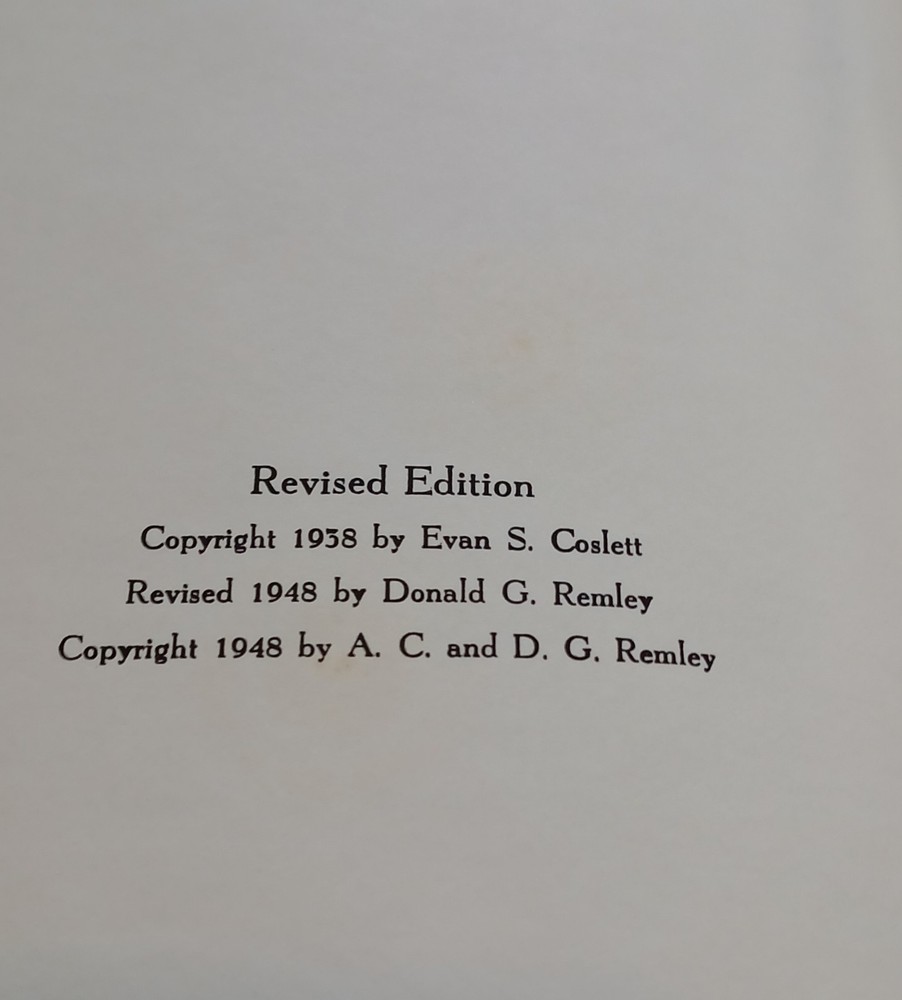 Revised Edition
Copyright 1938 by Evan S. Coslett
Revised 1948 by Donald G. Remley
Copyright 1948 by A. C. and D. G. Remley